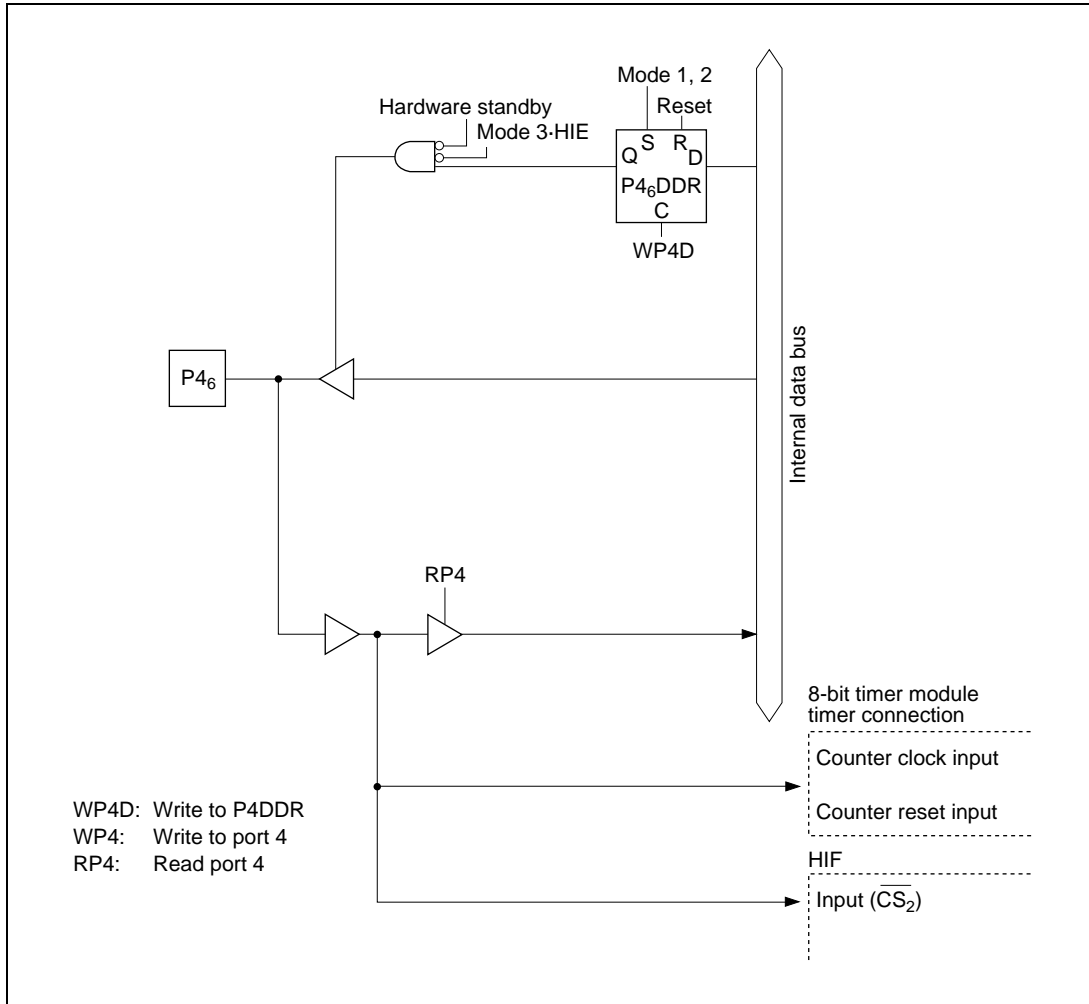 Mode 1, 2
Reset
Hardware standby
Mode 3·HIE
S R
Q D
P4₆DDR
C
WP4D
P4₆
Internal data bus
RP4
8-bit timer module
timer connection
Counter clock input
Counter reset input
WP4D: Write to P4DDR
WP4: Write to port 4
RP4: Read port 4
HIF
Input (C̅S̅₂)